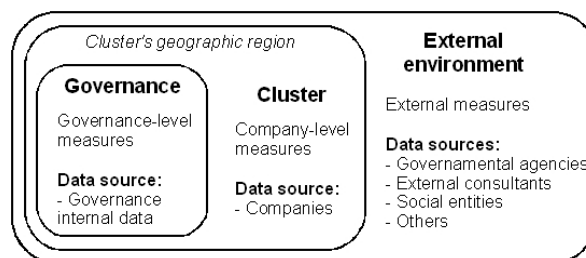 Cluster's geographic region
Governance
Governance-level
measures
Data source:
- Governance
internal data
Cluster
Company-level
measures
Data source:
- Companies
External
environment
External measures
Data sources:
- Governamental agencies
- External consultants
- Social entities
- Others